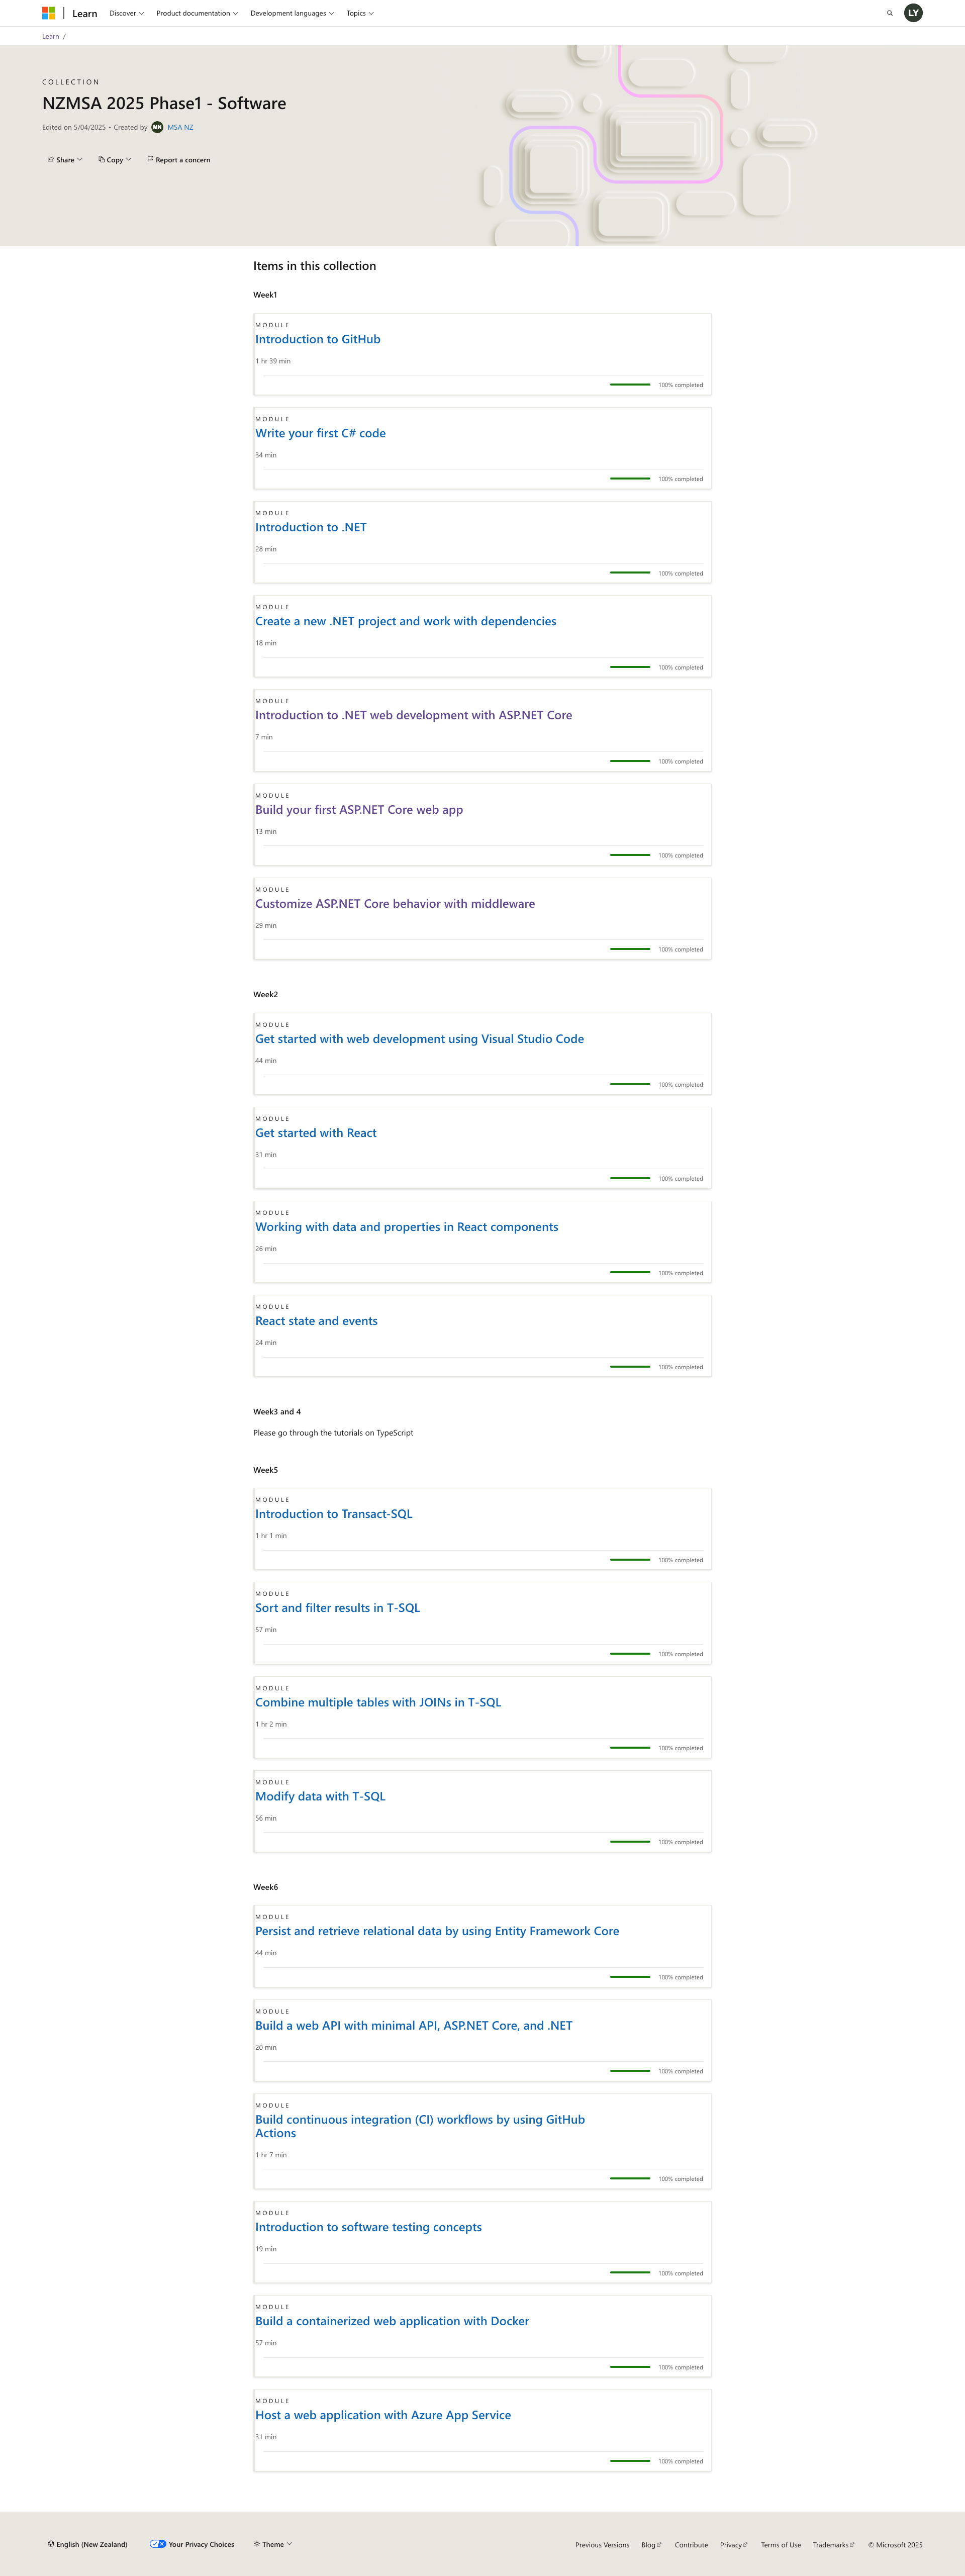 Learn Discover Product documentation Development languages Topics LY
Learn /
COLLECTION
NZMSA 2025 Phase1 - Software
Edited on 5/04/2025 • Created by MN MSA NZ
Share Copy Report a concern
Items in this collection
Week1
MODULE
Introduction to GitHub
1 hr 39 min
100% completed
MODULE
Write your first C# code
34 min
100% completed
MODULE
Introduction to .NET
28 min
100% completed
MODULE
Create a new .NET project and work with dependencies
18 min
100% completed
MODULE
Introduction to .NET web development with ASP.NET Core
7 min
100% completed
MODULE
Build your first ASP.NET Core web app
13 min
100% completed
MODULE
Customize ASP.NET Core behavior with middleware
29 min
100% completed
Week2
MODULE
Get started with web development using Visual Studio Code
44 min
100% completed
MODULE
Get started with React
31 min
100% completed
MODULE
Working with data and properties in React components
26 min
100% completed
MODULE
React state and events
24 min
100% completed
Week3 and 4
Please go through the tutorials on TypeScript
Week5
MODULE
Introduction to Transact-SQL
1 hr 1 min
100% completed
MODULE
Sort and filter results in T-SQL
57 min
100% completed
MODULE
Combine multiple tables with JOINs in T-SQL
1 hr 2 min
100% completed
MODULE
Modify data with T-SQL
56 min
100% completed
Week6
MODULE
Persist and retrieve relational data by using Entity Framework Core
44 min
100% completed
MODULE
Build a web API with minimal API, ASP.NET Core, and .NET
20 min
100% completed
MODULE
Build continuous integration (CI) workflows by using GitHub
Actions
1 hr 7 min
100% completed
MODULE
Introduction to software testing concepts
19 min
100% completed
MODULE
Build a containerized web application with Docker
57 min
100% completed
MODULE
Host a web application with Azure App Service
31 min
100% completed
English (New Zealand) Your Privacy Choices Theme Previous Versions Blog Contribute Privacy Terms of Use Trademarks © Microsoft 2025